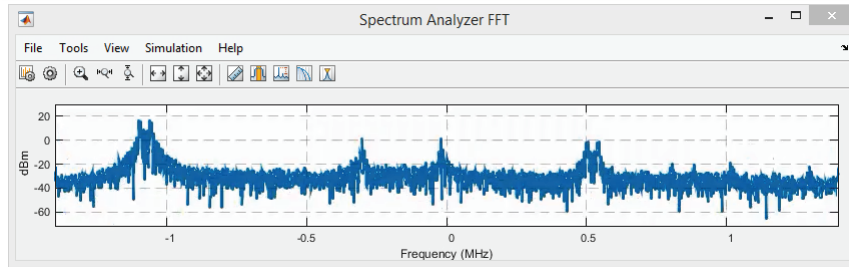 Spectrum Analyzer FFT
File Tools View Simulation Help
20
0
-20
-40
-60
dBm
-1
-0.5
0
0.5
1
Frequency (MHz)